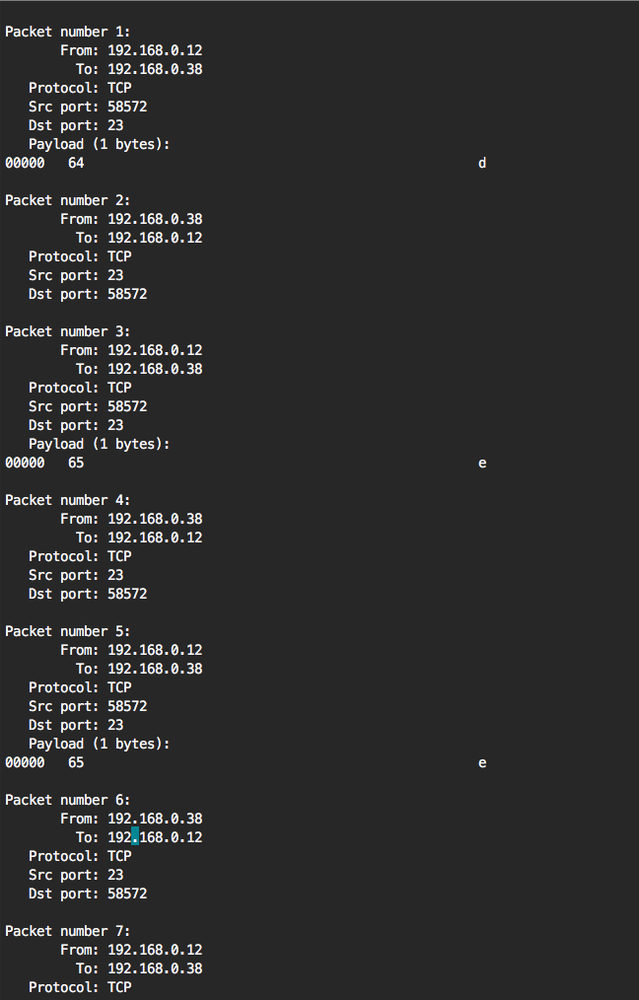 Packet number 1:
From: 192.168.0.12
To: 192.168.0.38
Protocol: TCP
Src port: 58572
Dst port: 23
Payload (1 bytes):
00000   64                                                  d
Packet number 2:
From: 192.168.0.38
To: 192.168.0.12
Protocol: TCP
Src port: 23
Dst port: 58572
Packet number 3:
From: 192.168.0.12
To: 192.168.0.38
Protocol: TCP
Src port: 58572
Dst port: 23
Payload (1 bytes):
00000   65                                                  e
Packet number 4:
From: 192.168.0.38
To: 192.168.0.12
Protocol: TCP
Src port: 23
Dst port: 58572
Packet number 5:
From: 192.168.0.12
To: 192.168.0.38
Protocol: TCP
Src port: 58572
Dst port: 23
Payload (1 bytes):
00000   65                                                  e
Packet number 6:
From: 192.168.0.38
To: 192.168.0.12
Protocol: TCP
Src port: 23
Dst port: 58572
Packet number 7:
From: 192.168.0.12
To: 192.168.0.38
Protocol: TCP